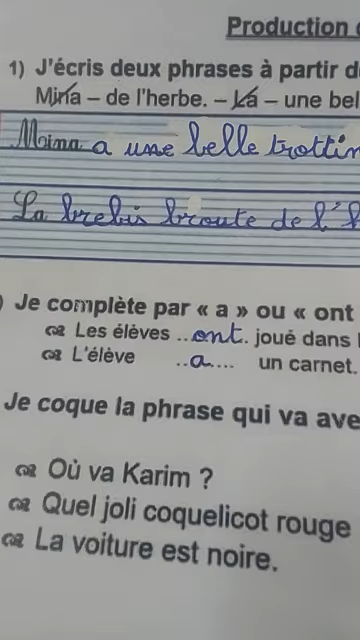 Production
1) J'écris deux phrases à partir d
Mina – de l'herbe. – La – une bel
Mina a une belle trottin
La brebis broute de l'h
Je complète par « a » ou « ont
Les élèves ..ont. joué dans
L'élève ..a.... un carnet.
Je coque la phrase qui va ave
Où va Karim ?
Quel joli coquelicot rouge
La voiture est noire.